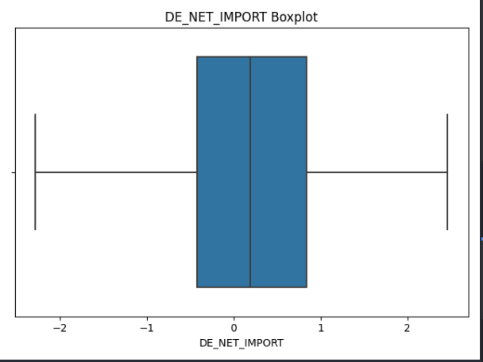 DE_NET_IMPORT Boxplot
−2 −1 0 1 2
DE_NET_IMPORT